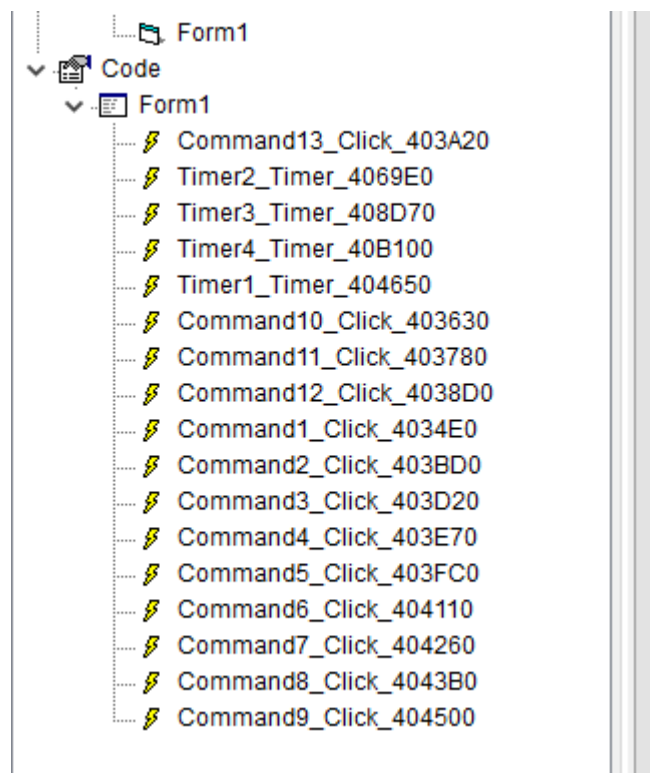 Form1
Code
Form1
Command13_Click_403A20
Timer2_Timer_4069E0
Timer3_Timer_408D70
Timer4_Timer_40B100
Timer1_Timer_404650
Command10_Click_403630
Command11_Click_403780
Command12_Click_4038D0
Command1_Click_4034E0
Command2_Click_403BD0
Command3_Click_403D20
Command4_Click_403E70
Command5_Click_403FC0
Command6_Click_404110
Command7_Click_404260
Command8_Click_4043B0
Command9_Click_404500